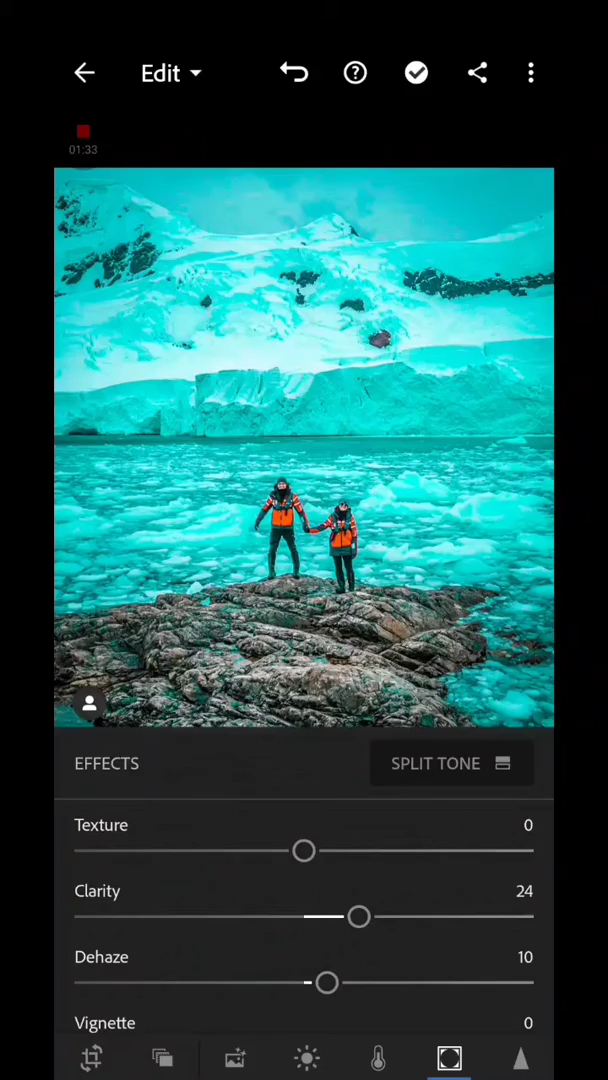 Edit
01:33
EFFECTS
SPLIT TONE
Texture 0
Clarity 24
Dehaze 10
Vignette 0